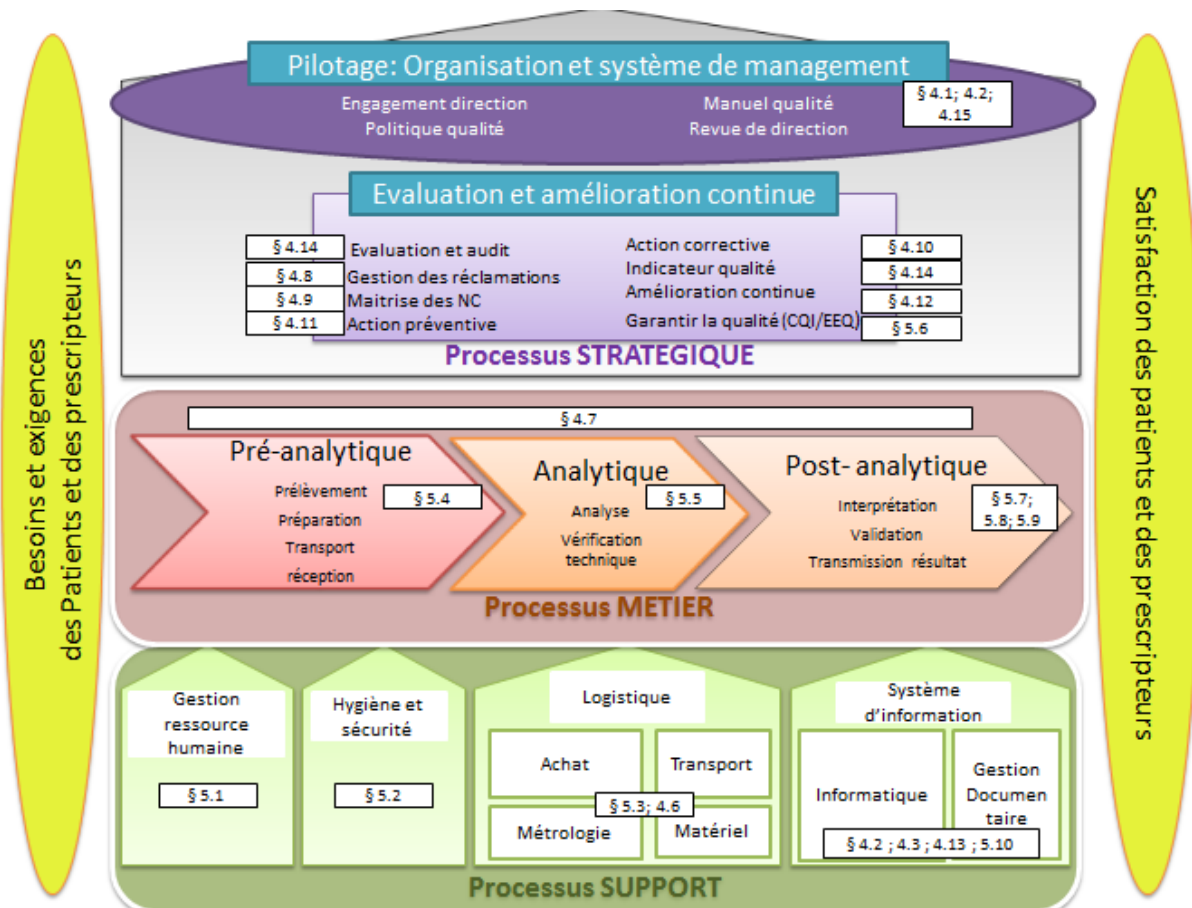 Besoins et exigences
des Patients et des prescripteurs
Pilotage: Organisation et système de management
Engagement direction
Politique qualité
Manuel qualité
Revue de direction
§ 4.1; 4.2;
4.15
Evaluation et amélioration continue
§ 4.14
Evaluation et audit
§ 4.8
Gestion des réclamations
§ 4.9
Maitrise des NC
§ 4.11
Action préventive
Action corrective
§ 4.10
Indicateur qualité
§ 4.14
Amélioration continue
§ 4.12
Garantir la qualité (CQI/EEQ)
§ 5.6
Processus STRATEGIQUE
§ 4.7
Pré-analytique
Prélèvement
§ 5.4
Préparation
Transport
réception
Analytique
§ 5.5
Analyse
Vérification
technique
Post- analytique
Interprétation
§ 5.7;
5.8; 5.9
Validation
Transmission résultat
Processus METIER
Gestion
ressource
humaine
§ 5.1
Hygiène et
sécurité
§ 5.2
Logistique
Achat
Transport
§ 5.3; 4.6
Métrologie
Matériel
Système
d'information
Informatique
Gestion
Documen
taire
§ 4.2 ; 4.3 ; 4.13 ; 5.10
Processus SUPPORT
Satisfaction des patients et des prescripteurs